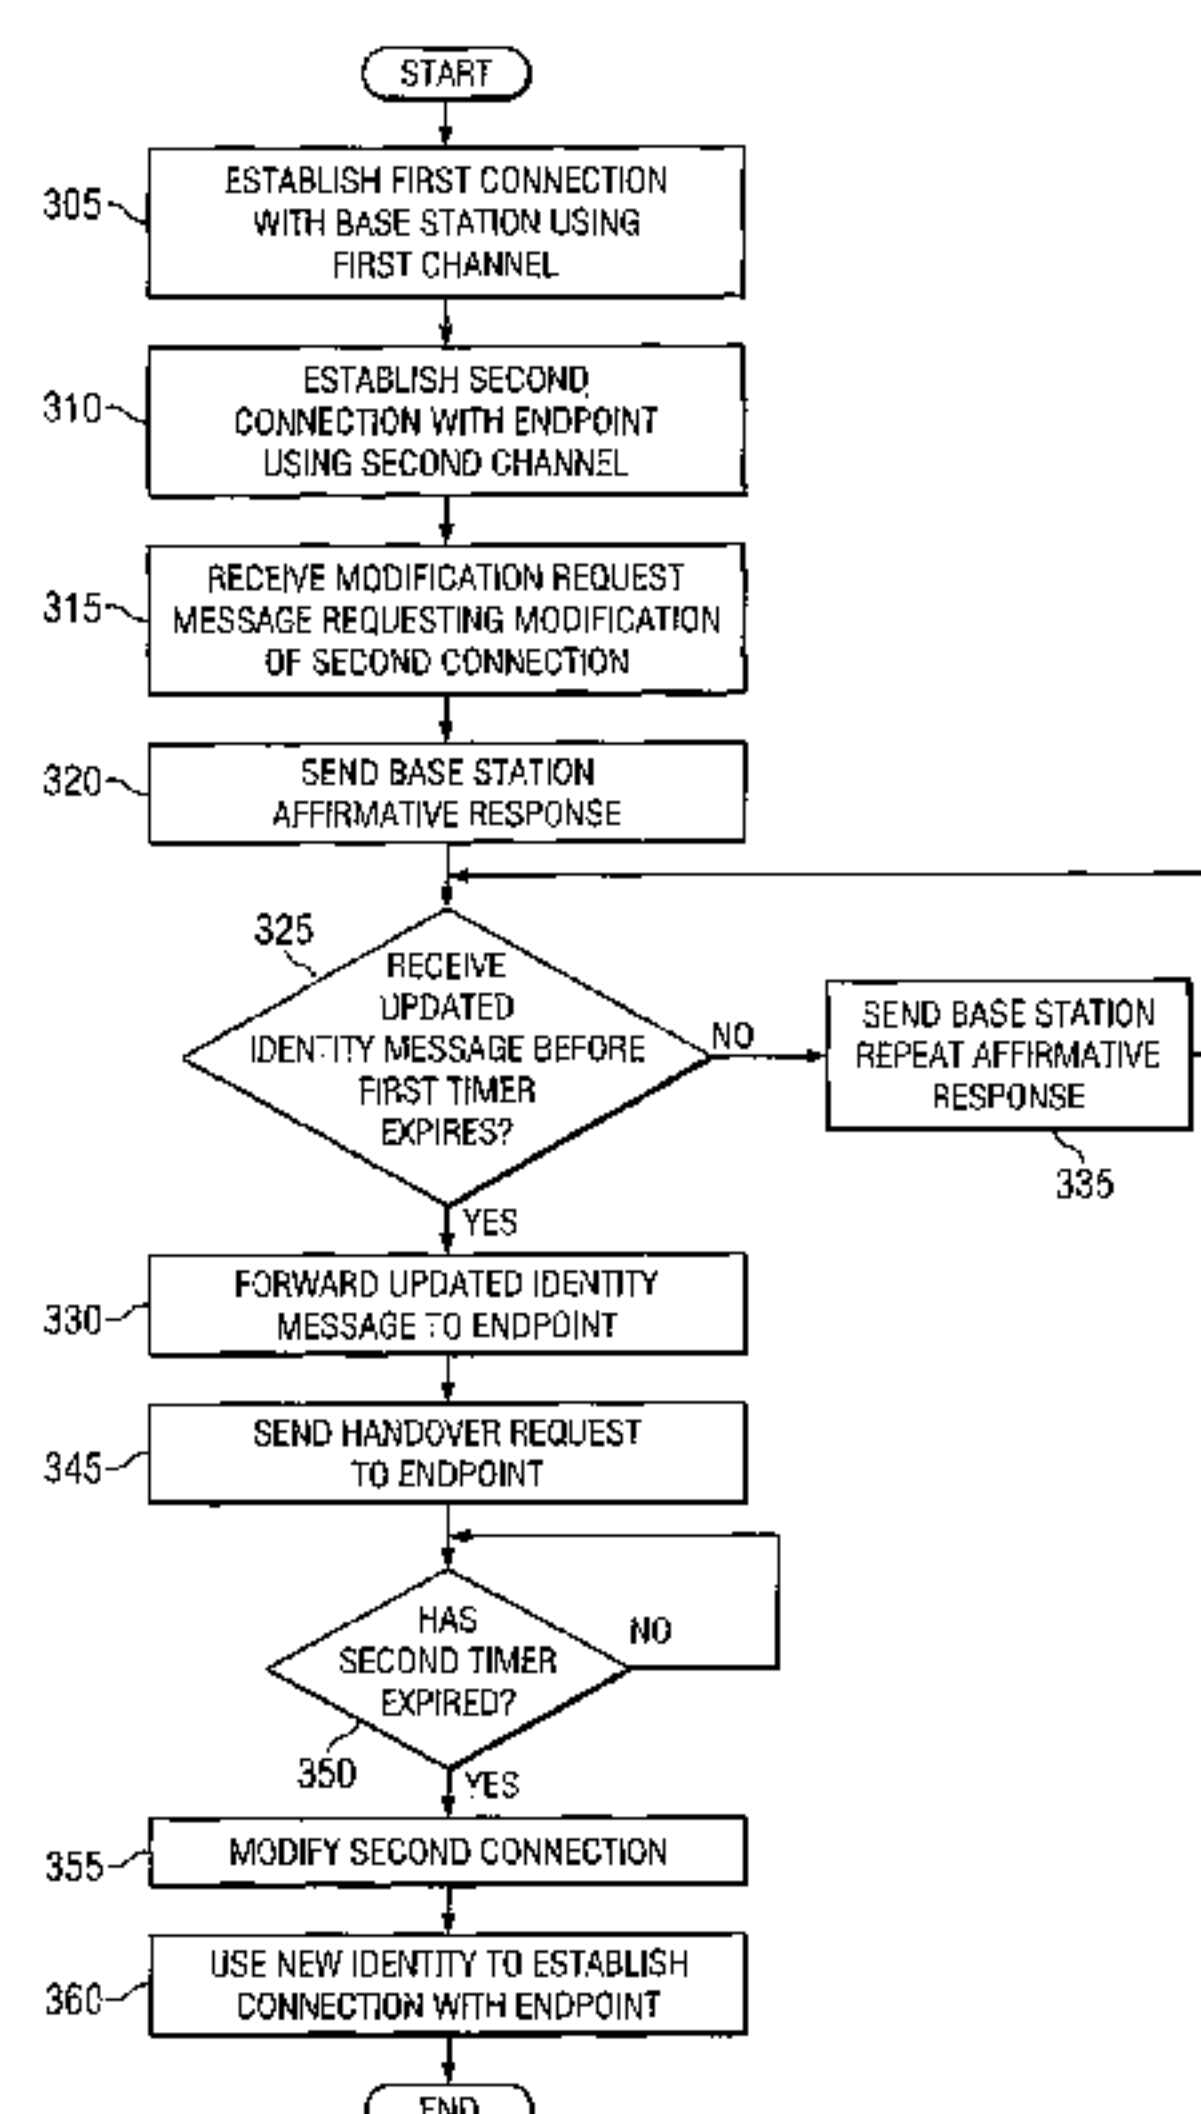 START
305
ESTABLISH FIRST CONNECTION
WITH BASE STATION USING
FIRST CHANNEL
310
ESTABLISH SECOND
CONNECTION WITH ENDPOINT
USING SECOND CHANNEL
315
RECEIVE MODIFICATION REQUEST
MESSAGE REQUESTING MODIFICATION
OF SECOND CONNECTION
320
SEND BASE STATION
AFFIRMATIVE RESPONSE
325
RECEIVE
UPDATED
IDENTITY MESSAGE BEFORE
FIRST TIMER
EXPIRES?
NO
SEND BASE STATION
REPEAT AFFIRMATIVE
RESPONSE
335
YES
330
FORWARD UPDATED IDENTITY
MESSAGE TO ENDPOINT
345
SEND HANDOVER REQUEST
TO ENDPOINT
HAS
SECOND TIMER
EXPIRED?
NO
350
YES
355
MODIFY SECOND CONNECTION
360
USE NEW IDENTITY TO ESTABLISH
CONNECTION WITH ENDPOINT
END